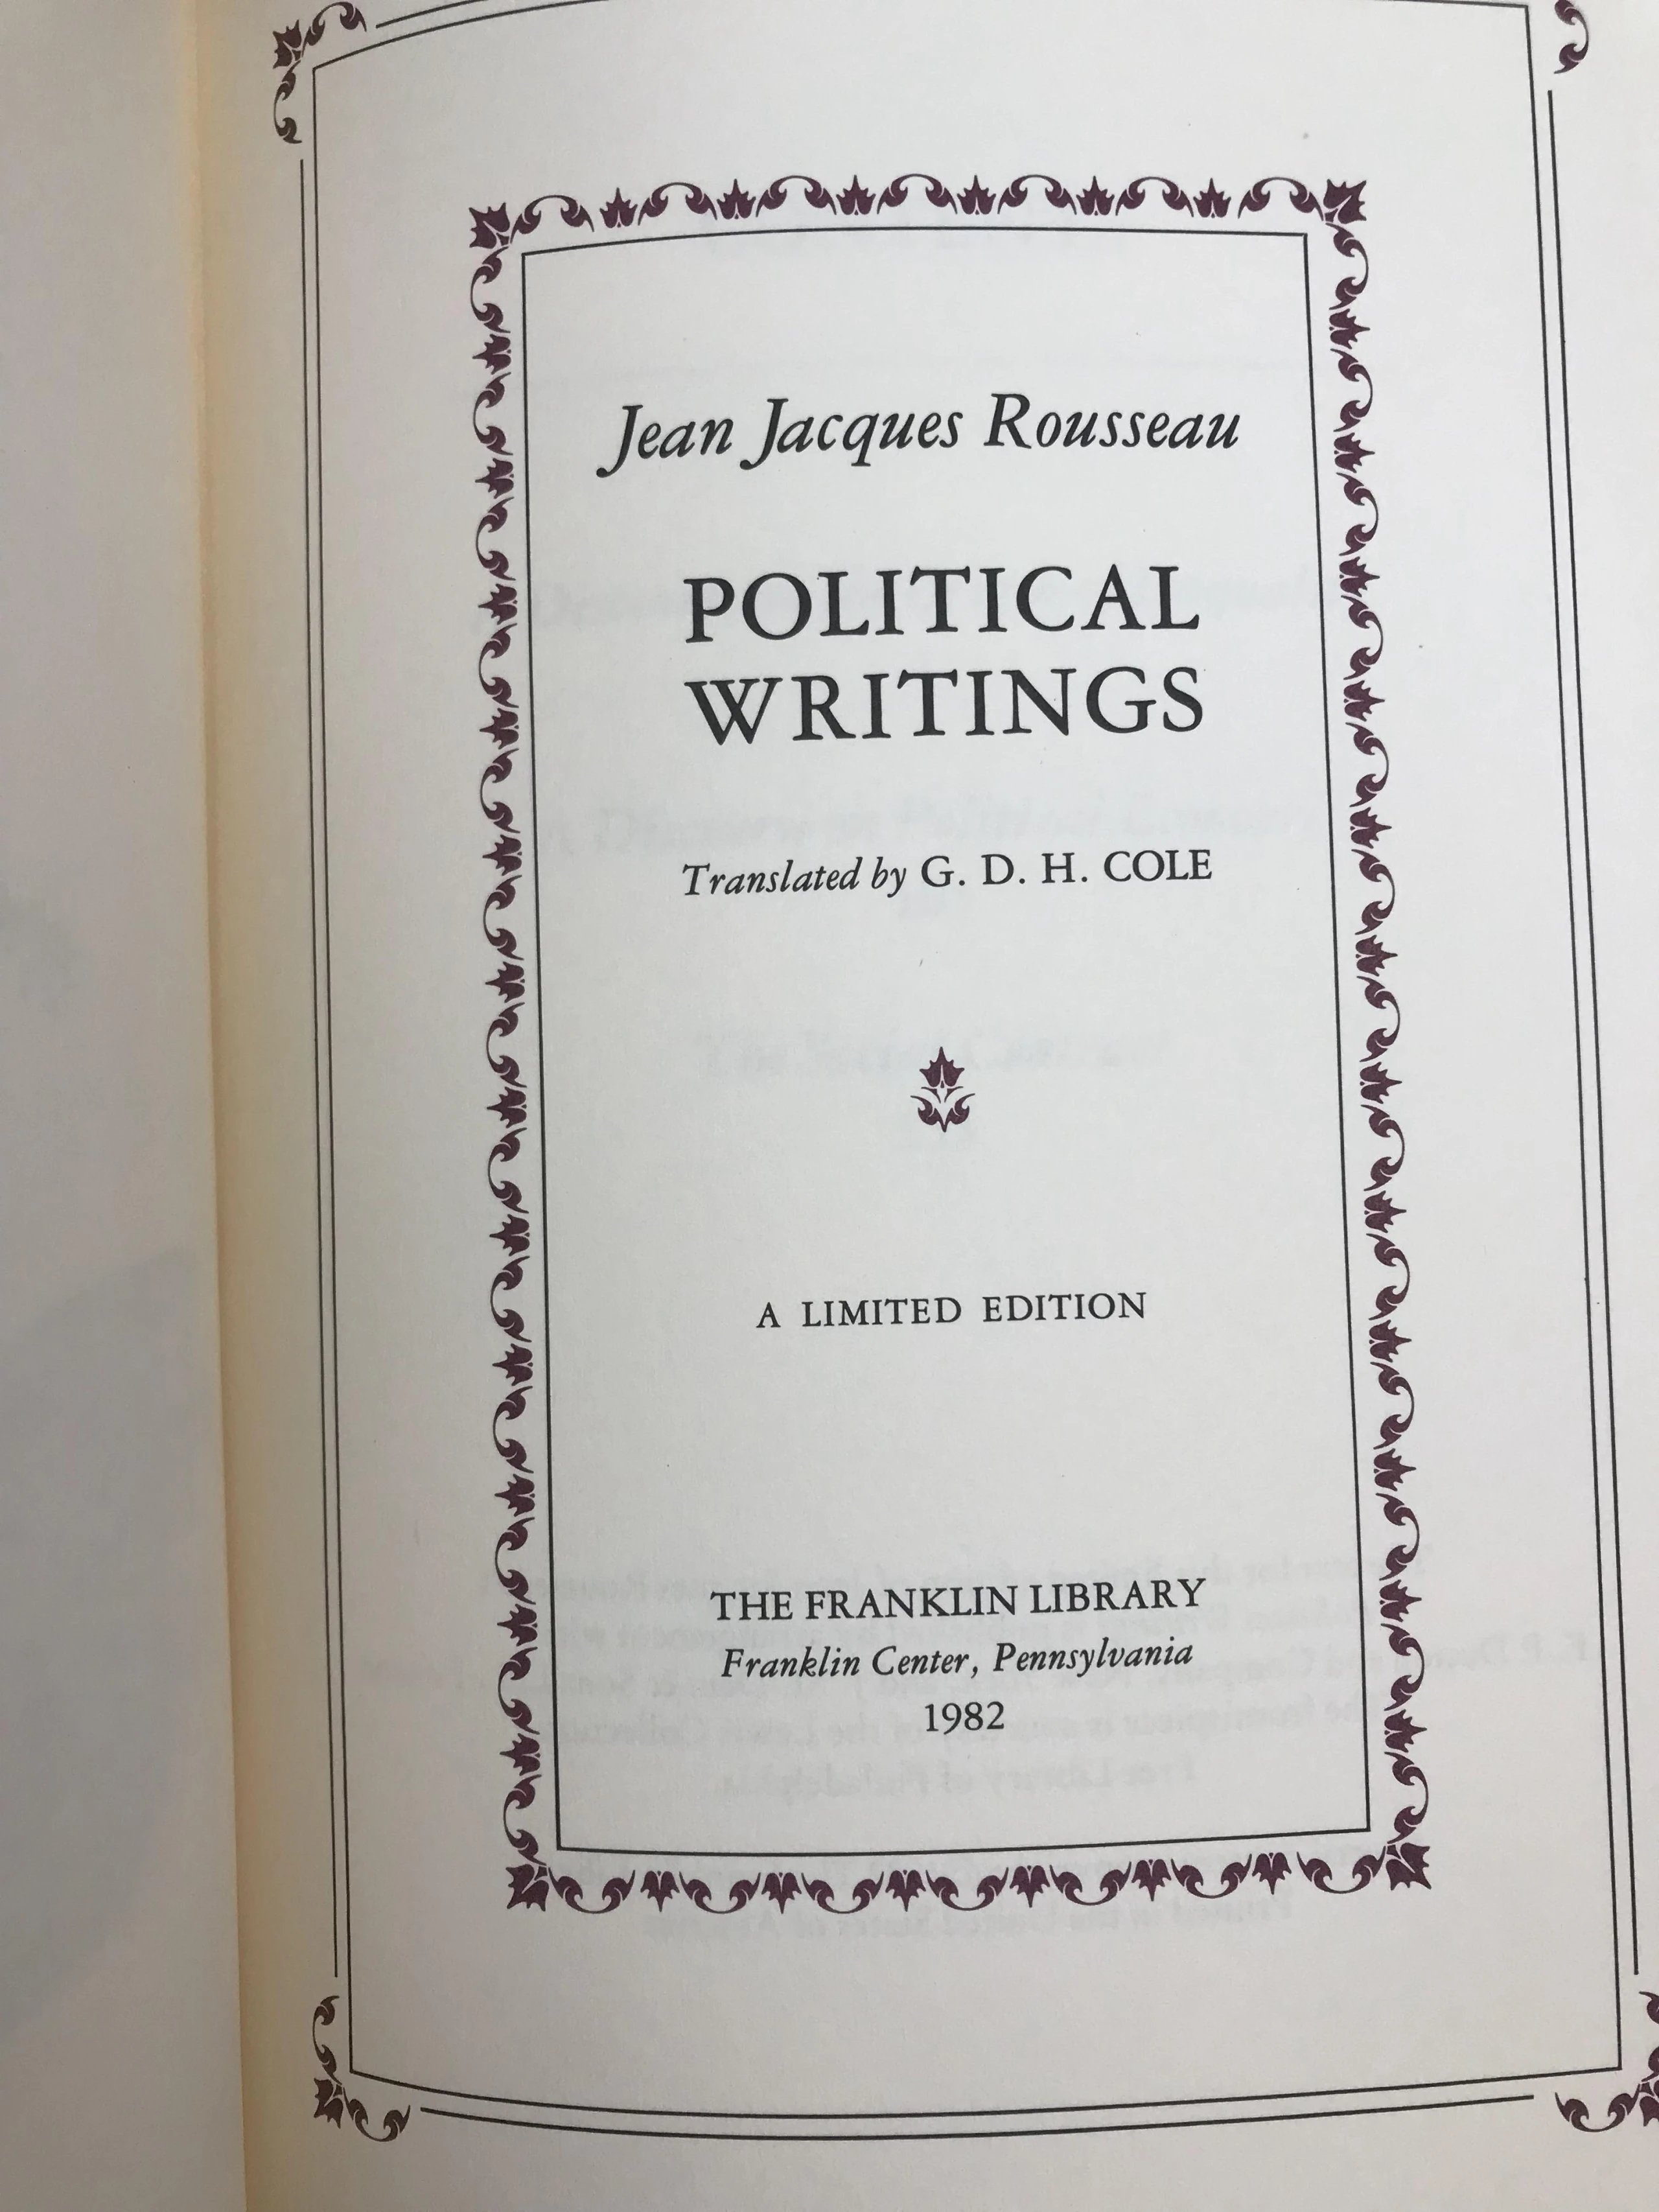 Jean Jacques Rousseau
POLITICAL
WRITINGS
Translated by G. D. H. COLE
A LIMITED EDITION
THE FRANKLIN LIBRARY
Franklin Center, Pennsylvania
1982